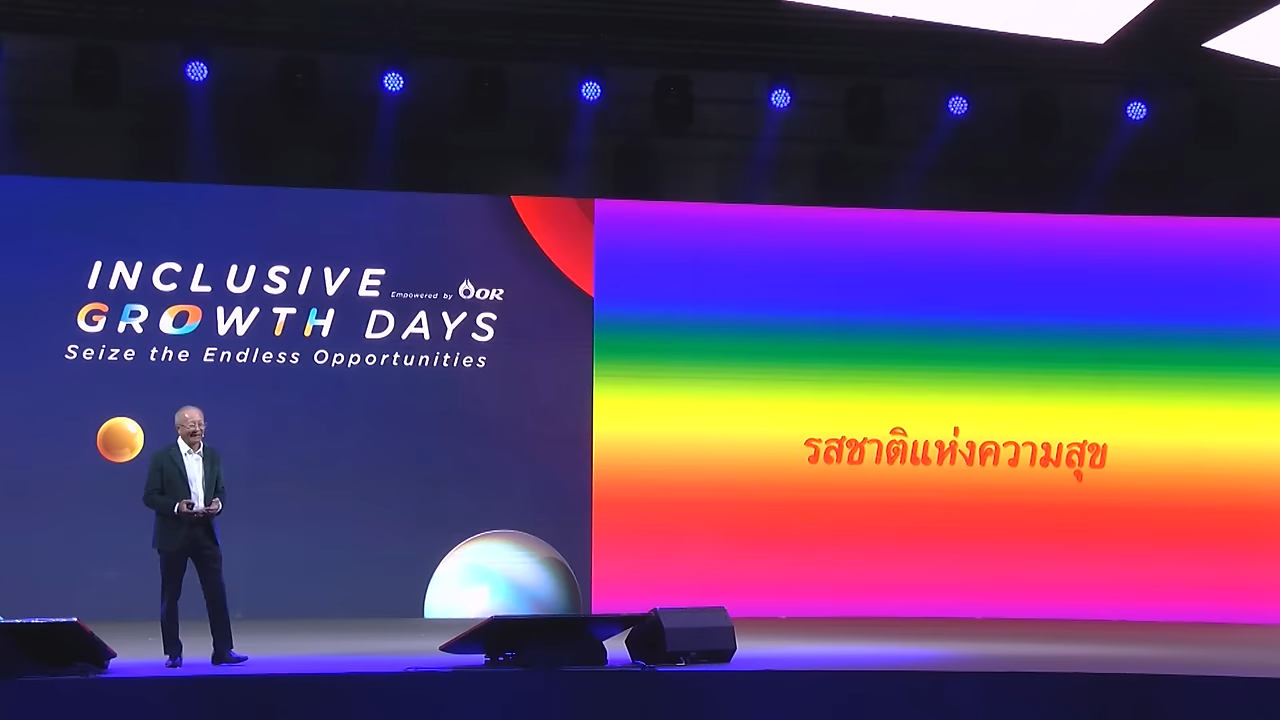 INCLUSIVE
Empowered by OR
GROWTH DAYS
Seize the Endless Opportunities
รสชาติแห่งความสุข